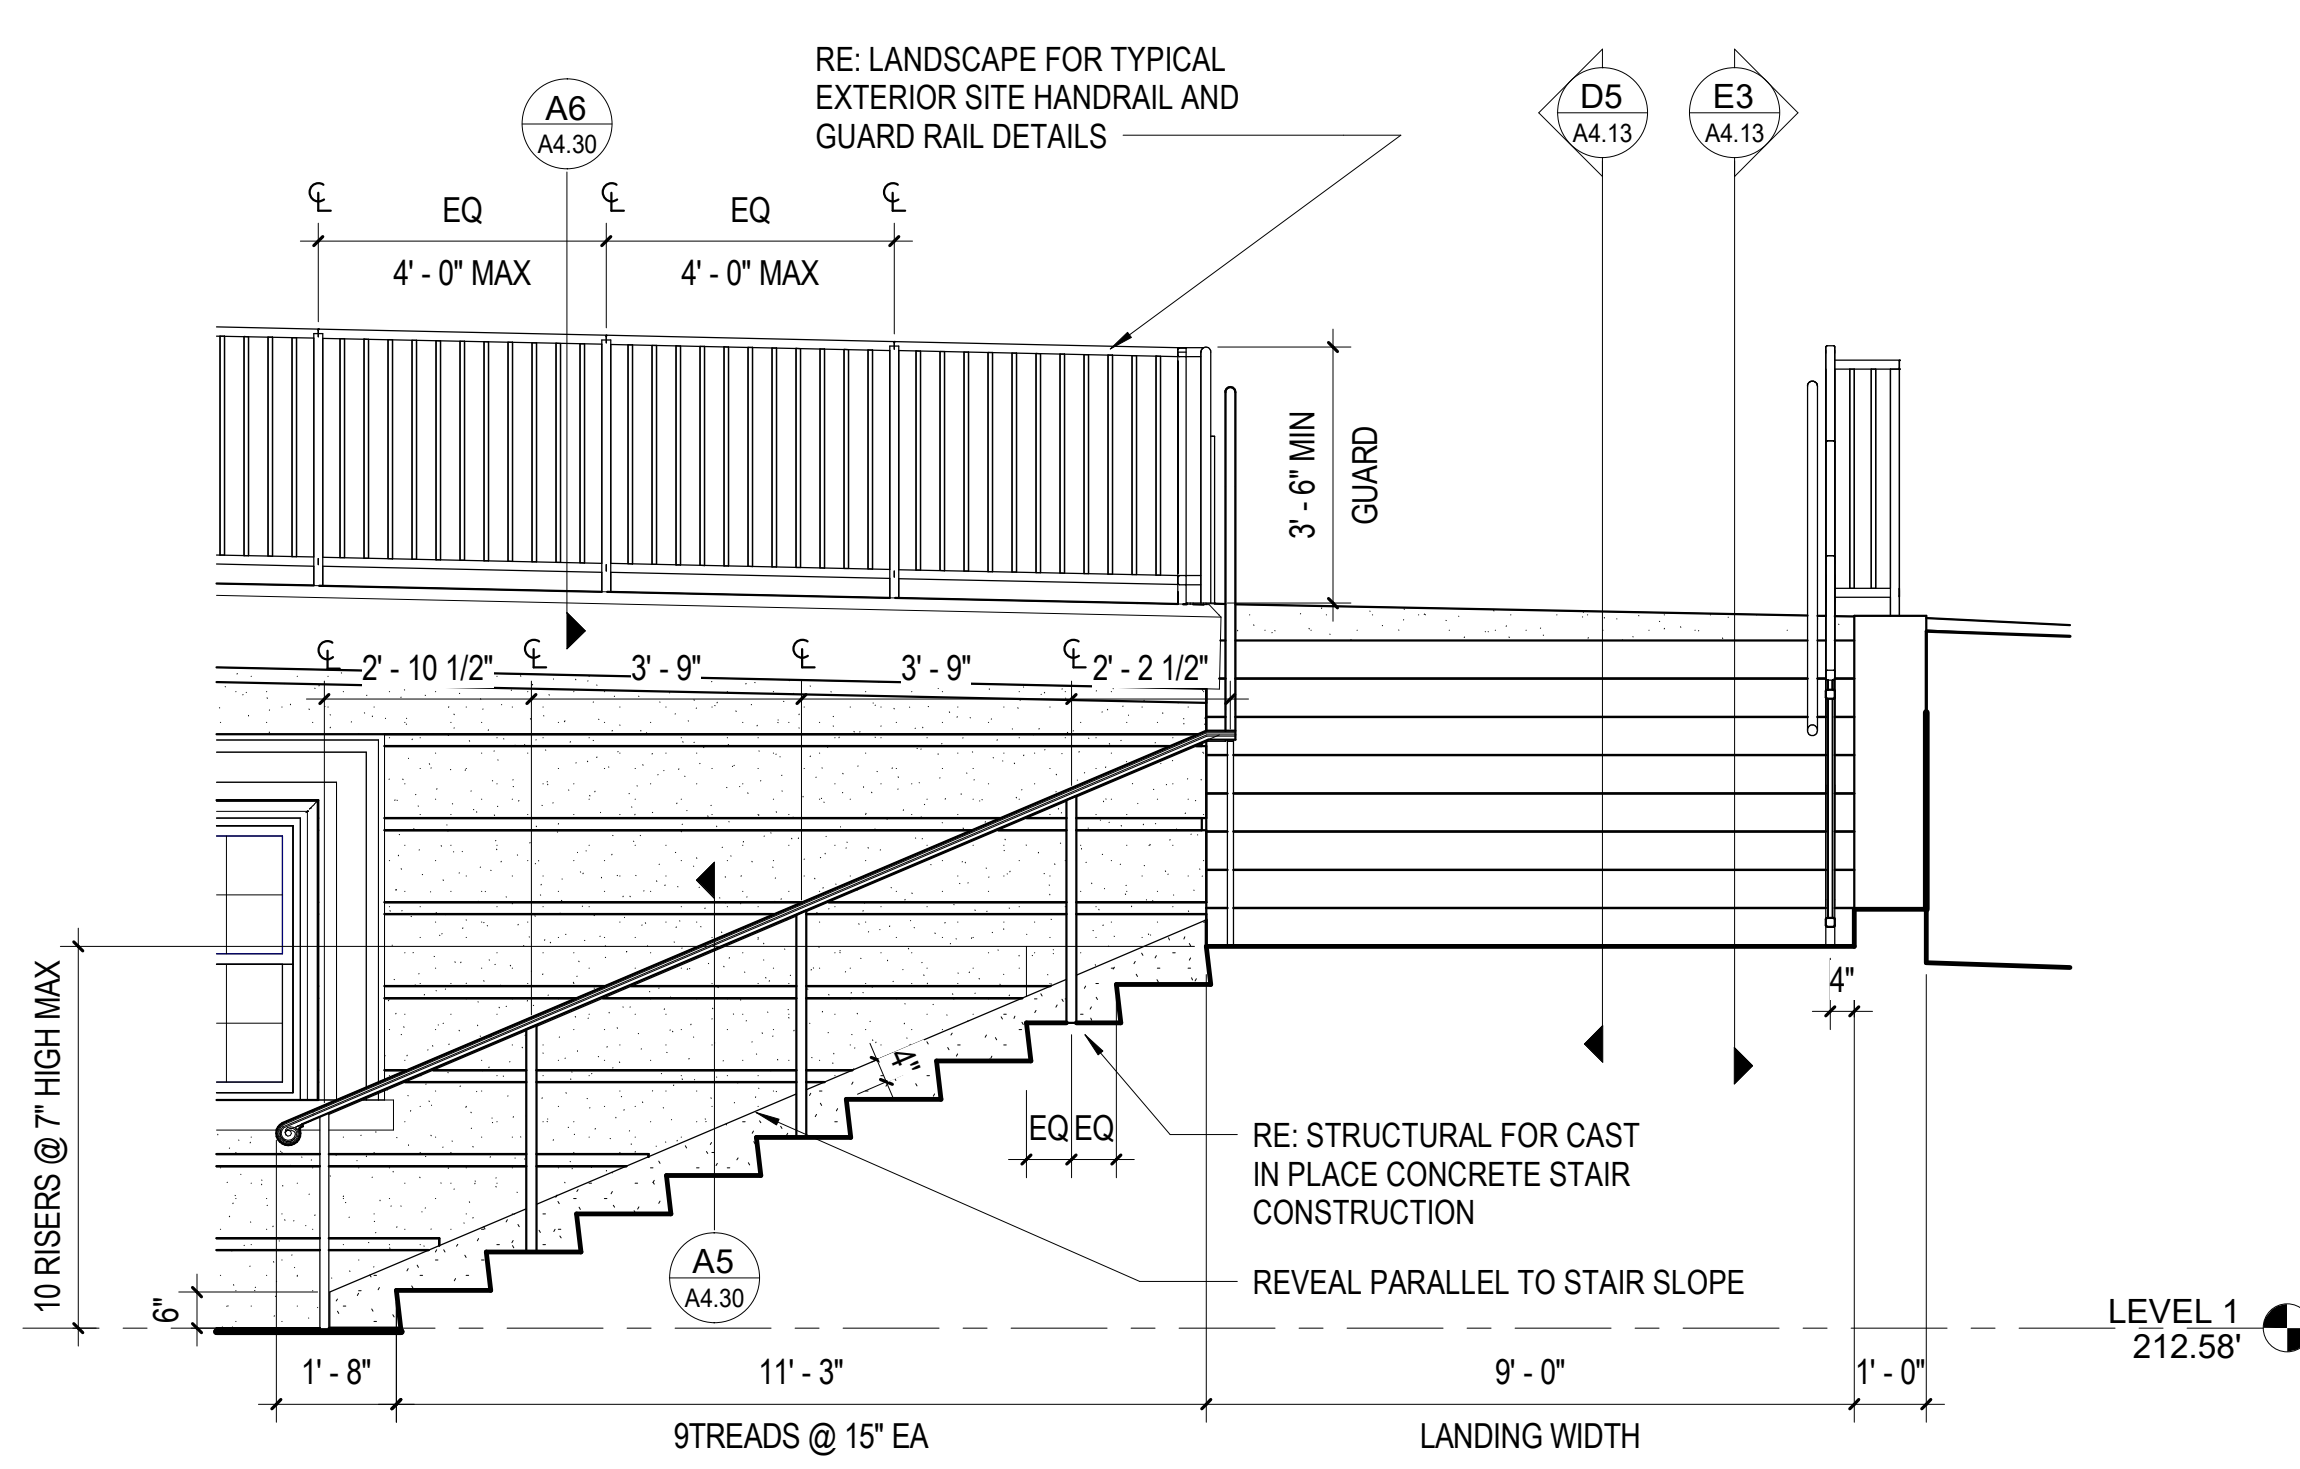 RE: LANDSCAPE FOR TYPICAL
EXTERIOR SITE HANDRAIL AND
GUARD RAIL DETAILS
A6
A4.30
D5
A4.13
E3
A4.13
℄ ℄ ℄
EQ EQ
4' - 0" MAX 4' - 0" MAX
3' - 6" MIN
GUARD
℄ ℄ ℄ ℄
2' - 10 1/2" 3' - 9" 3' - 9" 2' - 2 1/2"
10 RISERS @ 7" HIGH MAX
6"
4"
4"
EQ EQ
RE: STRUCTURAL FOR CAST
IN PLACE CONCRETE STAIR
CONSTRUCTION
REVEAL PARALLEL TO STAIR SLOPE
A5
A4.30
LEVEL 1
212.58'
1' - 8" 11' - 3" 9' - 0" 1' - 0"
9TREADS @ 15" EA LANDING WIDTH